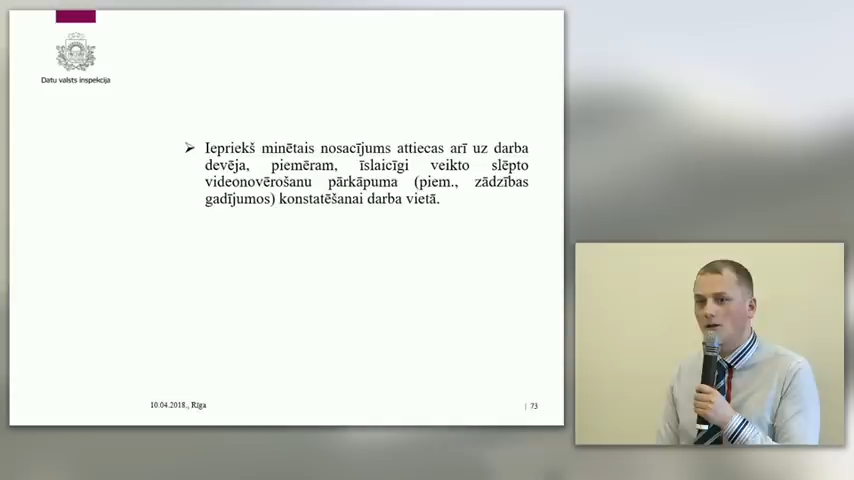 Datu valsts inspekcija
➢ Iepriekš minētais nosacījums attiecas arī uz darba
devēja, piemēram, īslaicīgi veikto slēpto
videonovērošanu pārkāpuma (piem., zādzības
gadījumos) konstatēšanai darba vietā.
10.04.2018., Rīga
| 73